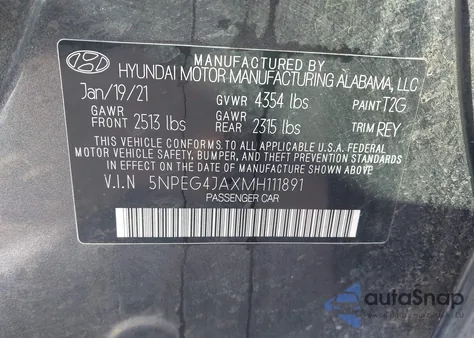 MANUFACTURED BY
HYUNDAI MOTOR MANUFACTURING ALABAMA, LLC
Jan/19/21 GVWR 4354 lbs PAINT T2G
GAWR FRONT 2513 lbs GAWR REAR 2315 lbs TRIM REY
THIS VEHICLE CONFORMS TO ALL APPLICABLE U.S.A FEDERAL
MOTOR VEHICLE SAFETY, BUMPER, AND THEFT PREVENTION STANDARDS
IN EFFECT ON THE DATE OF MANUFACTURE SHOWN ABOVE
V.I.N 5NPEG4JAXMH111891
PASSENGER CAR
autoSnap